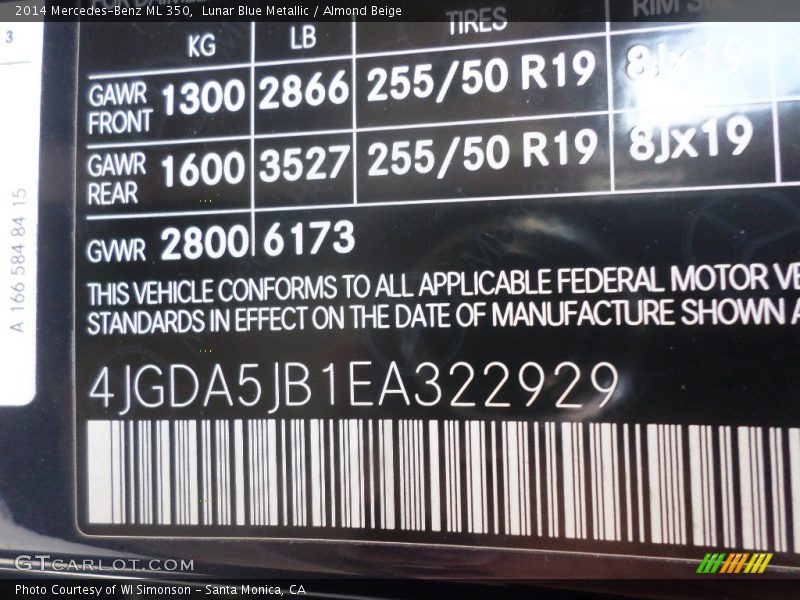 2014 Mercedes-Benz ML 350,  Lunar Blue Metallic / Almond Beige
3
KG LB TIRES RIM
GAWR FRONT 1300 2866 255/50 R19 8Jx19
GAWR REAR 1600 3527 255/50 R19 8Jx19
GVWR 2800 6173
THIS VEHICLE CONFORMS TO ALL APPLICABLE FEDERAL MOTOR VE
STANDARDS IN EFFECT ON THE DATE OF MANUFACTURE SHOWN A
4JGDA5JB1EA322929
A 166 584 84 15
GTCARLOT.COM
Photo Courtesy of WI Simonson - Santa Monica, CA